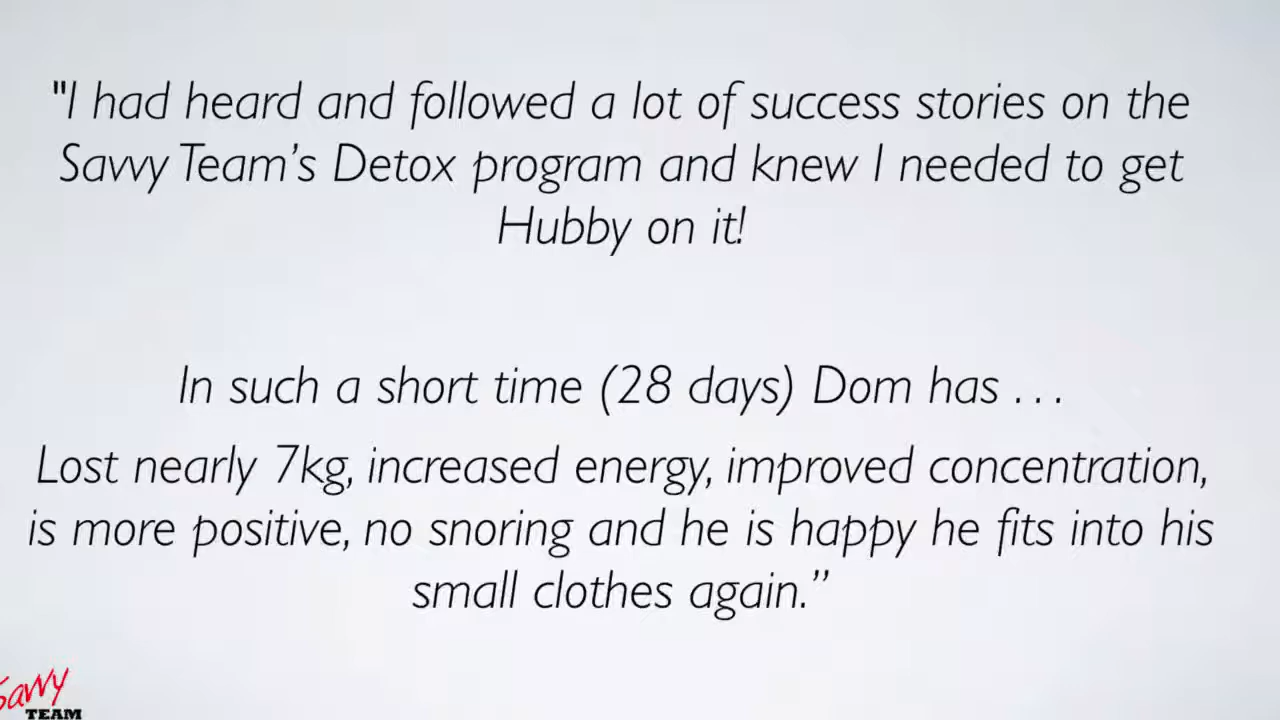 "I had heard and followed a lot of success stories on the
Savvy Team’s Detox program and knew I needed to get
Hubby on it!
In such a short time (28 days) Dom has . . .
Lost nearly 7kg, increased energy, improved concentration,
is more positive, no snoring and he is happy he fits into his
small clothes again.”
Savvy
TEAM